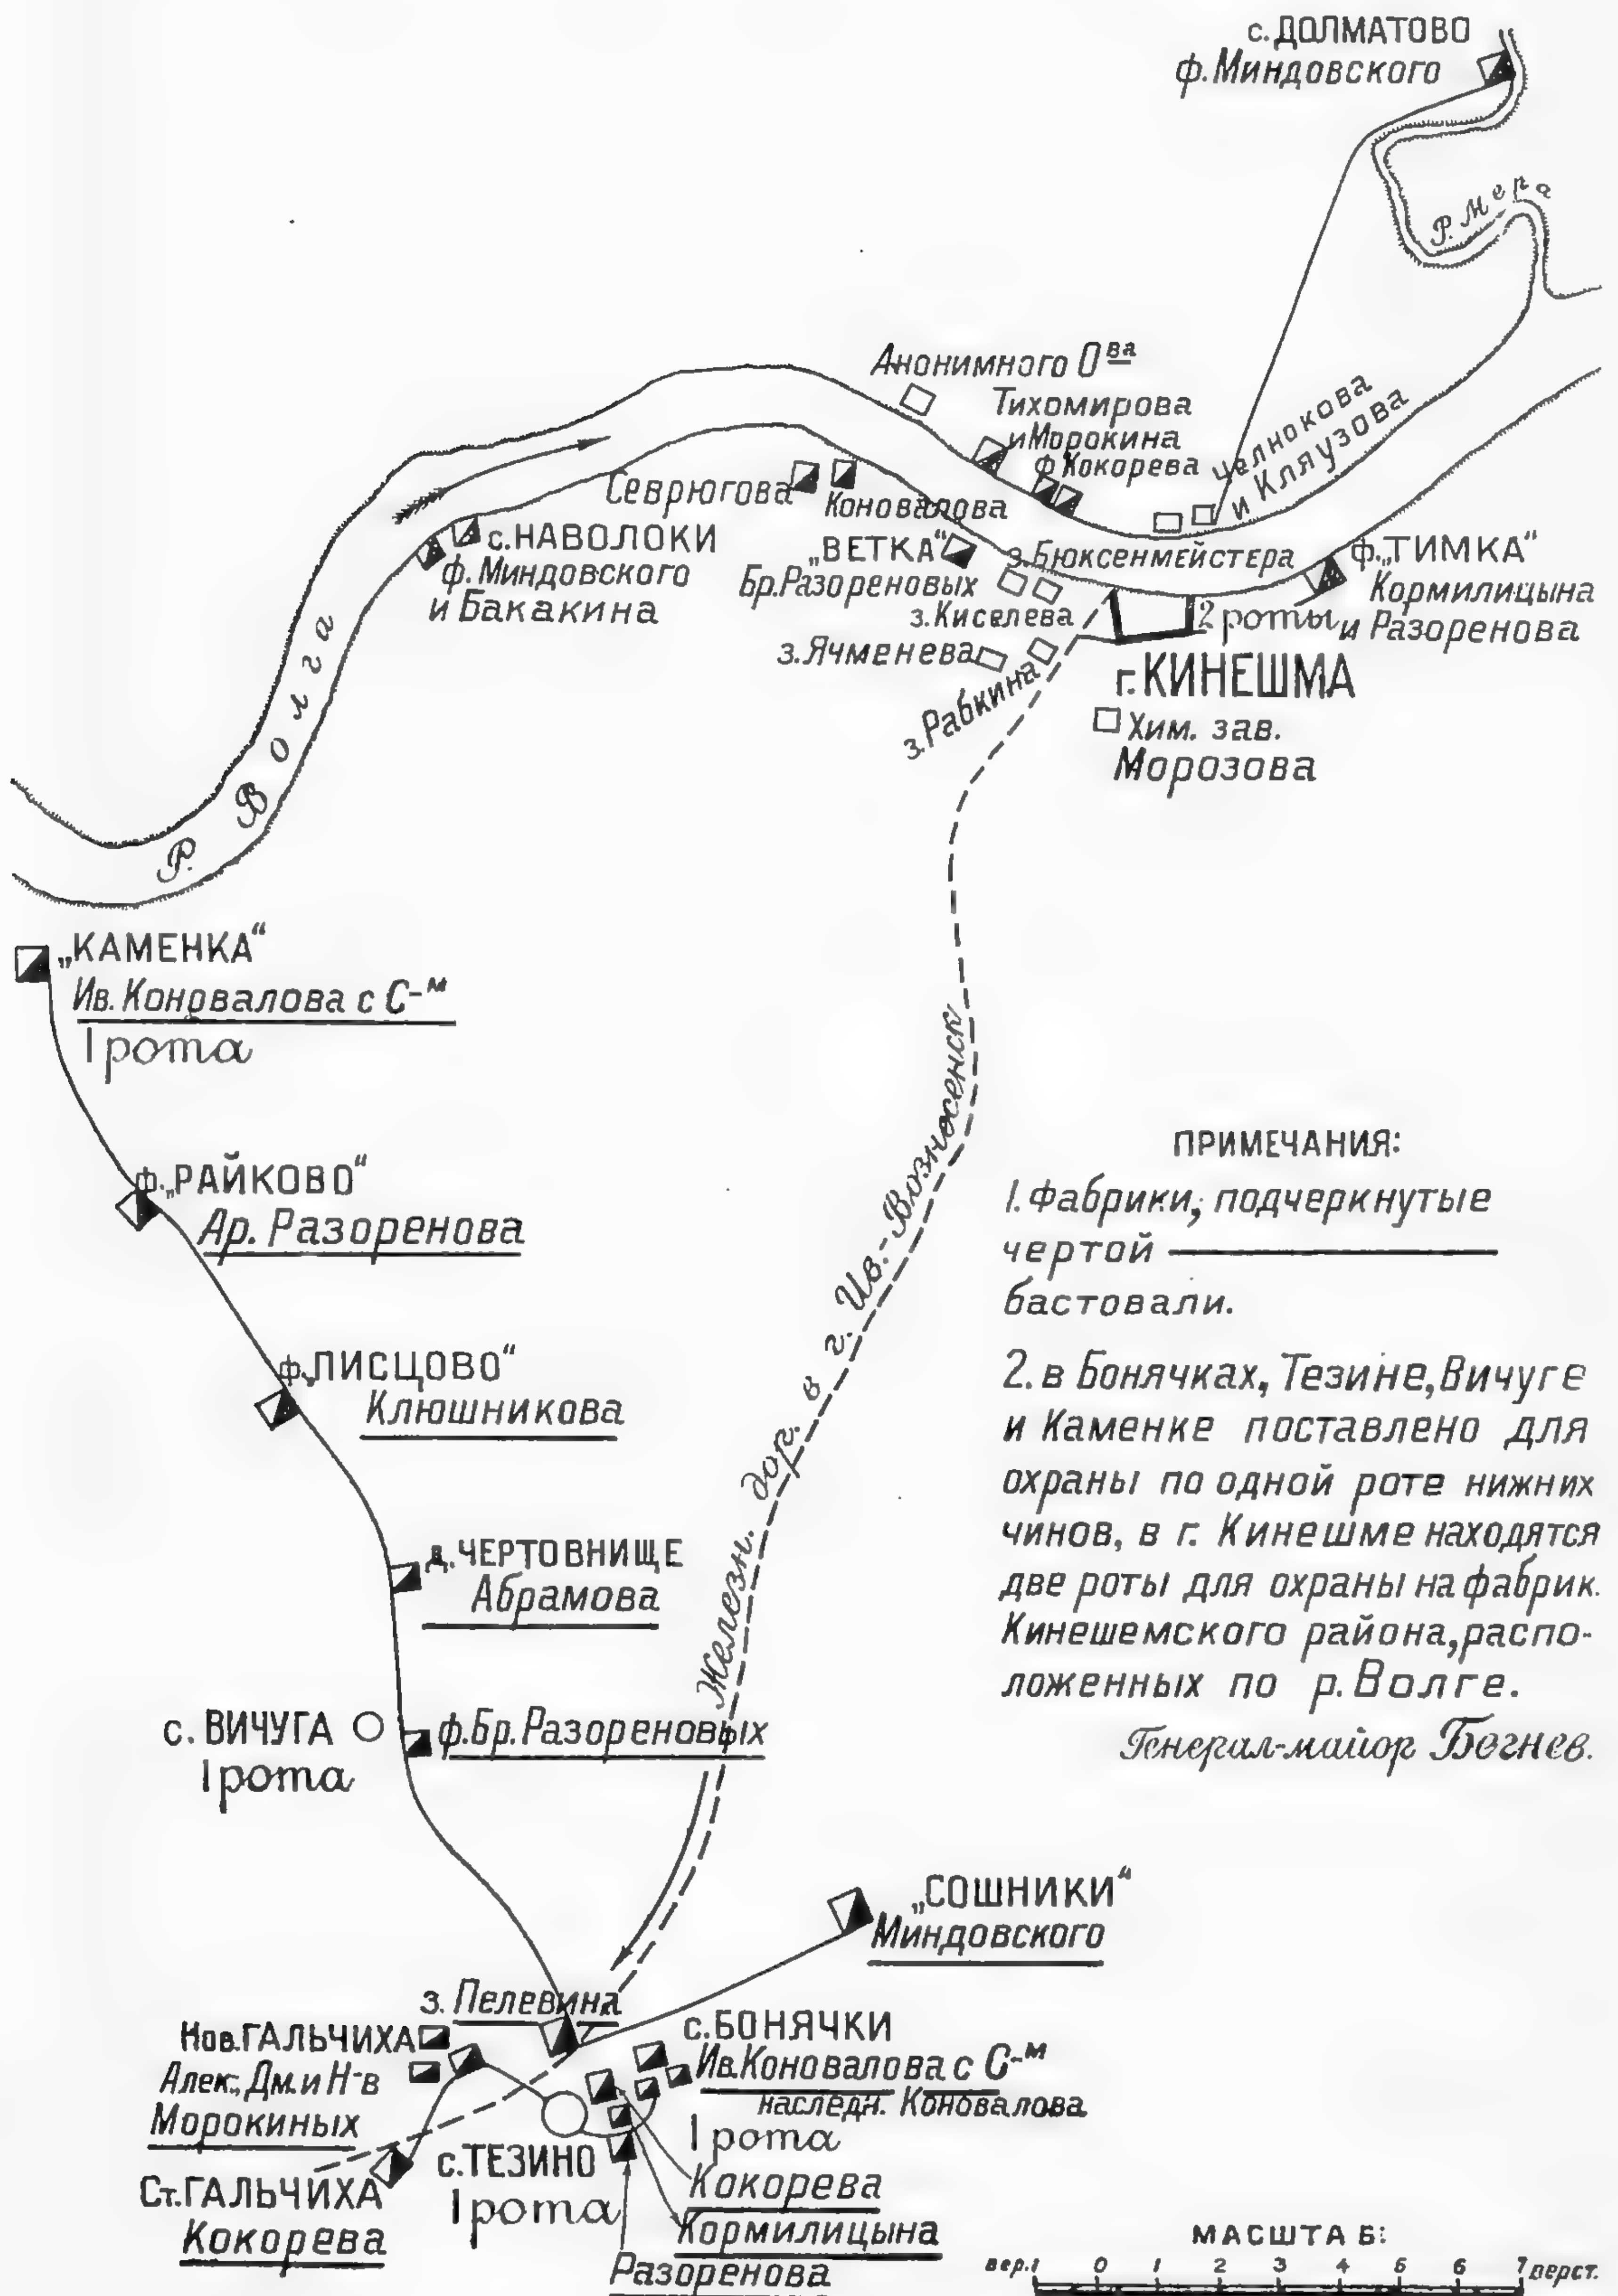 с. ДОЛМАТОВО
ф. Миндовского
Р. Мера
Анонимного О<u>ва</u>
Тихомирова
и Морокина
ф Кокорева
Челнокова
и Кляузова
Севрюгова
Коновалова
с. НАВОЛОКИ
ф. Миндовского
и Бакакина
„ВЕТКА“
Бр. Разореновых
з. Бюксенмейстера
з. Киселева
з. Ячменева
з. Рабкина
ф. „ТИМКА“
Кормилицына
и Разоренова
2 роты
г. КИНЕШМА
Хим. зав.
Морозова
Р. Волга
„КАМЕНКА“
Ив. Коновалова с С-м
1 рота
ф. „РАЙКОВО“
Ар. Разоренова
ф. „ПИСЦОВО“
Клюшникова
д. ЧЕРТОВНИЩЕ
Абрамова
с. ВИЧУГА
1 рота
ф. Бр. Разореновых
Железн. дор. в г. Ив.-Вознесенск
ПРИМЕЧАНИЯ:
1. Фабрики, подчеркнутые
чертой
бастовали.
2. в Бонячках, Тезине, Вичуге
и Каменке поставлено для
охраны по одной роте нижних
чинов, в г. Кинешме находятся
две роты для охраны на фабрик.
Кинешемского района, распо-
ложенных по р. Волге.
Генерал-майор Богнев.
„СОШНИКИ“
Миндовского
з. Пелевина
Нов. ГАЛЬЧИХА
Алек., Дм. и Н-в
Морокиных
Ст. ГАЛЬЧИХА
Кокорева
с. БОНЯЧКИ
Ив. Коновалова с С-м
наследн. Коновалова
1 рота
с. ТЕЗИНО
1 рота
Кокорева
Кормилицына
Разоренова
МАСШТАБ:
вер. 1 0 1 2 3 4 5 6 7 верст.